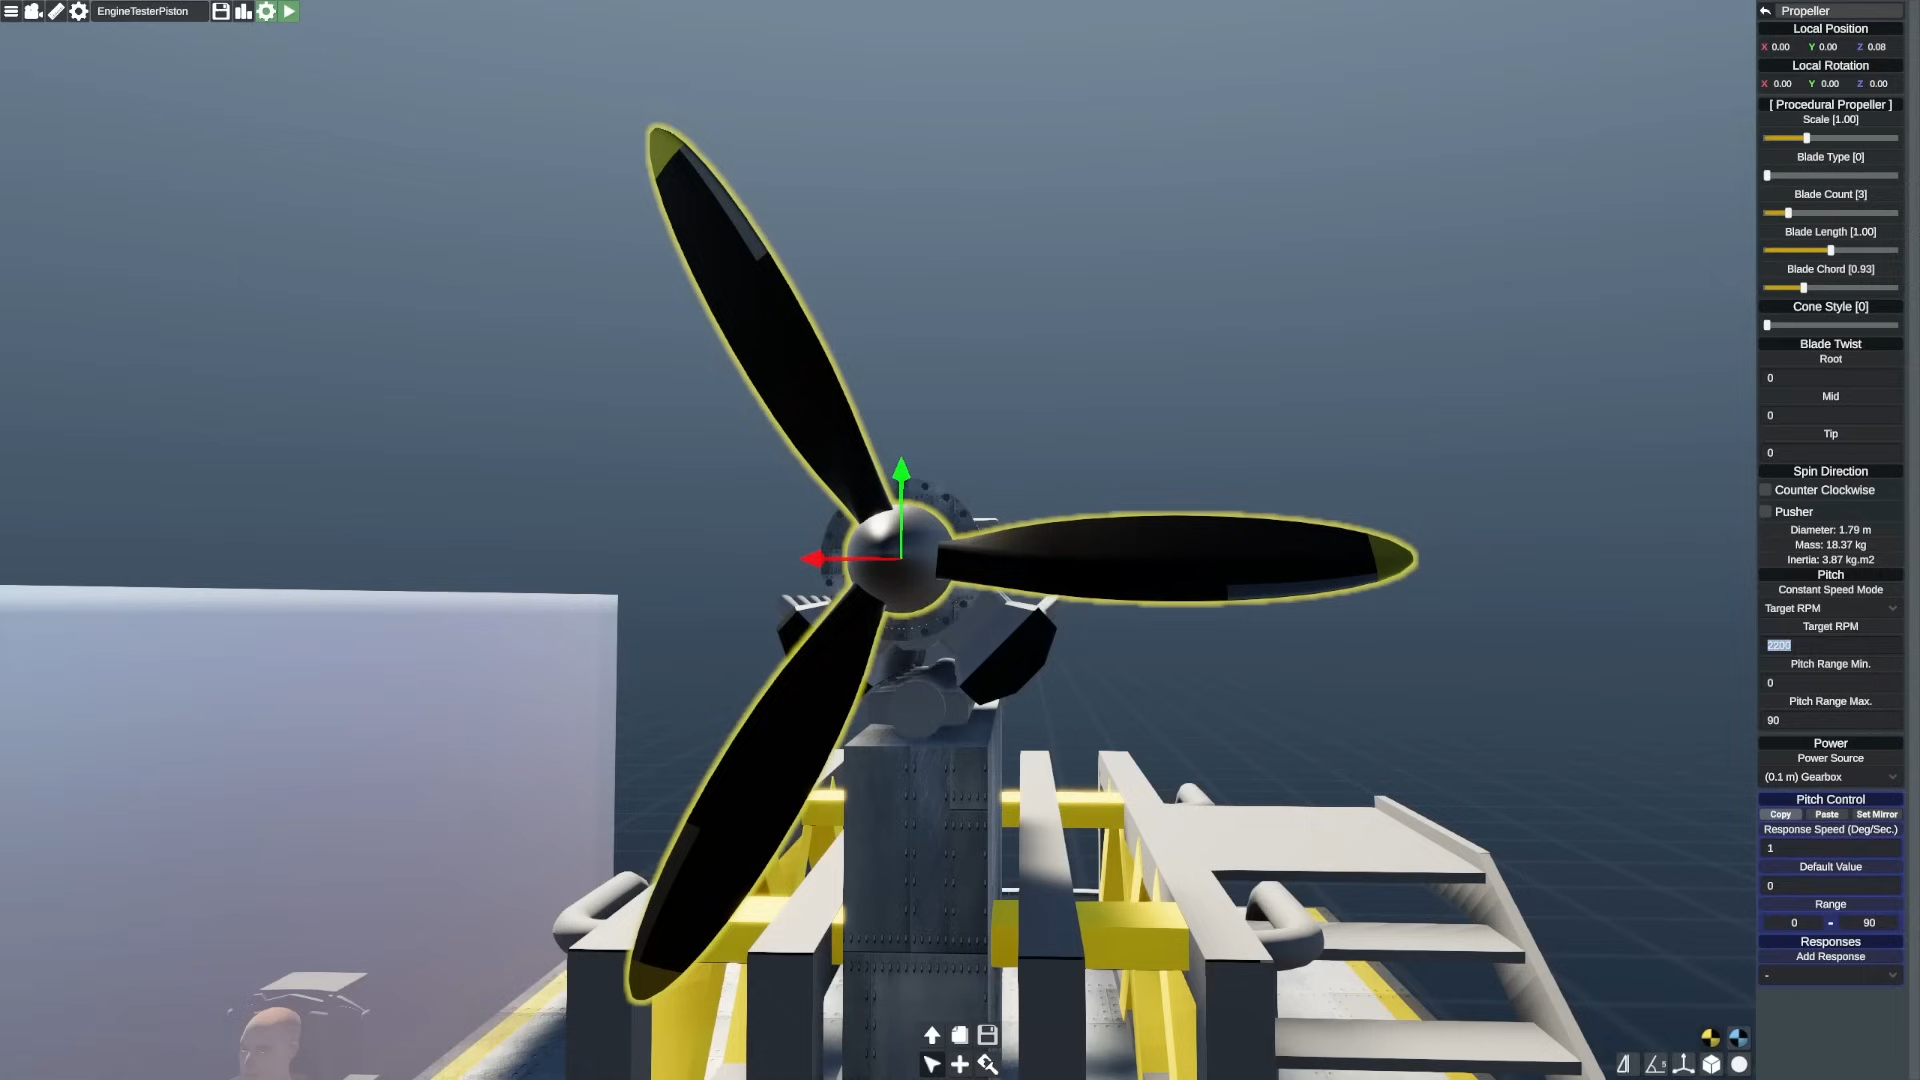 EngineTesterPiston
Propeller
Local Position
X 0.00 Y 0.00 Z 0.08
Local Rotation
X 0.00 Y 0.00 Z 0.00
[ Procedural Propeller ]
Scale [1.00]
Blade Type [0]
Blade Count [3]
Blade Length [1.00]
Blade Chord [0.93]
Cone Style [0]
Blade Twist
Root
0
Mid
0
Tip
0
Spin Direction
Counter Clockwise
Pusher
Diameter: 1.79 m
Mass: 18.37 kg
Inertia: 3.87 kg.m2
Pitch
Constant Speed Mode
Target RPM
Target RPM
2200
Pitch Range Min.
0
Pitch Range Max.
90
Power
Power Source
(0.1 m) Gearbox
Pitch Control
Copy Paste Set Mirror
Response Speed (Deg/Sec.)
1
Default Value
0
Range
0 - 90
Responses
Add Response
-